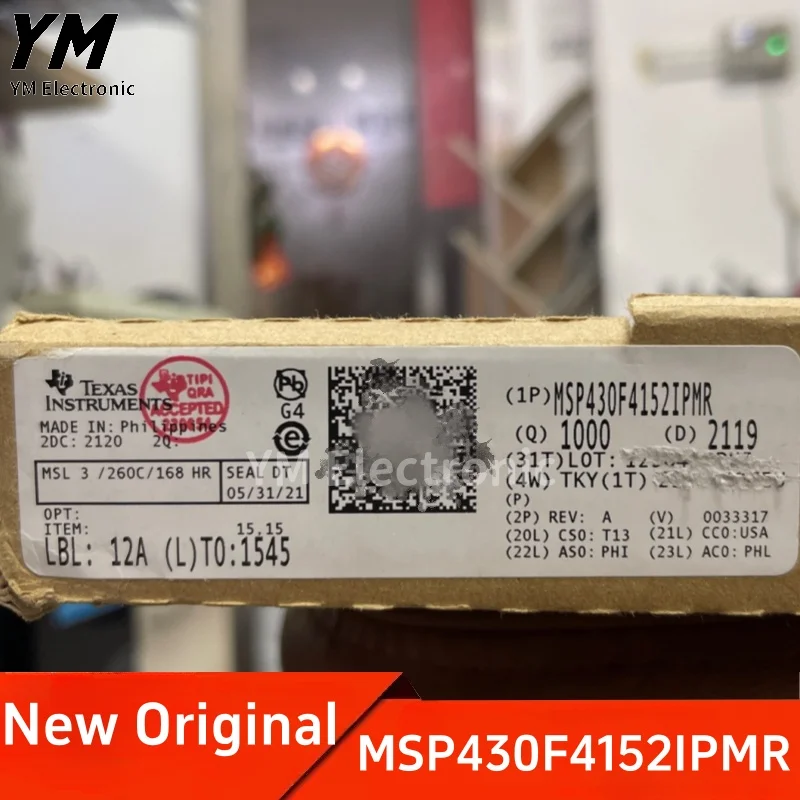 YM
YM Electronic
TEXAS
INSTRUMENTS
TIPI
QRA
ACCEPTED
MADE IN: Philippines
2DC: 2120 2Q:
G4
MSL 3 /260C/168 HR
SEAL DT
05/31/21
OPT:
ITEM:
15.15
LBL: 12A (L)TO:1545
(1P) MSP430F4152IPMR
(Q) 1000 (D) 2119
(31T)LOT:
(4W) TKY(1T)
(P)
(2P) REV: A (V) 0033317
(20L) CSO: T13 (21L) CCO:USA
(22L) ASO: PHI (23L) ACO: PHL
YM Electronic
New Original
MSP430F4152IPMR